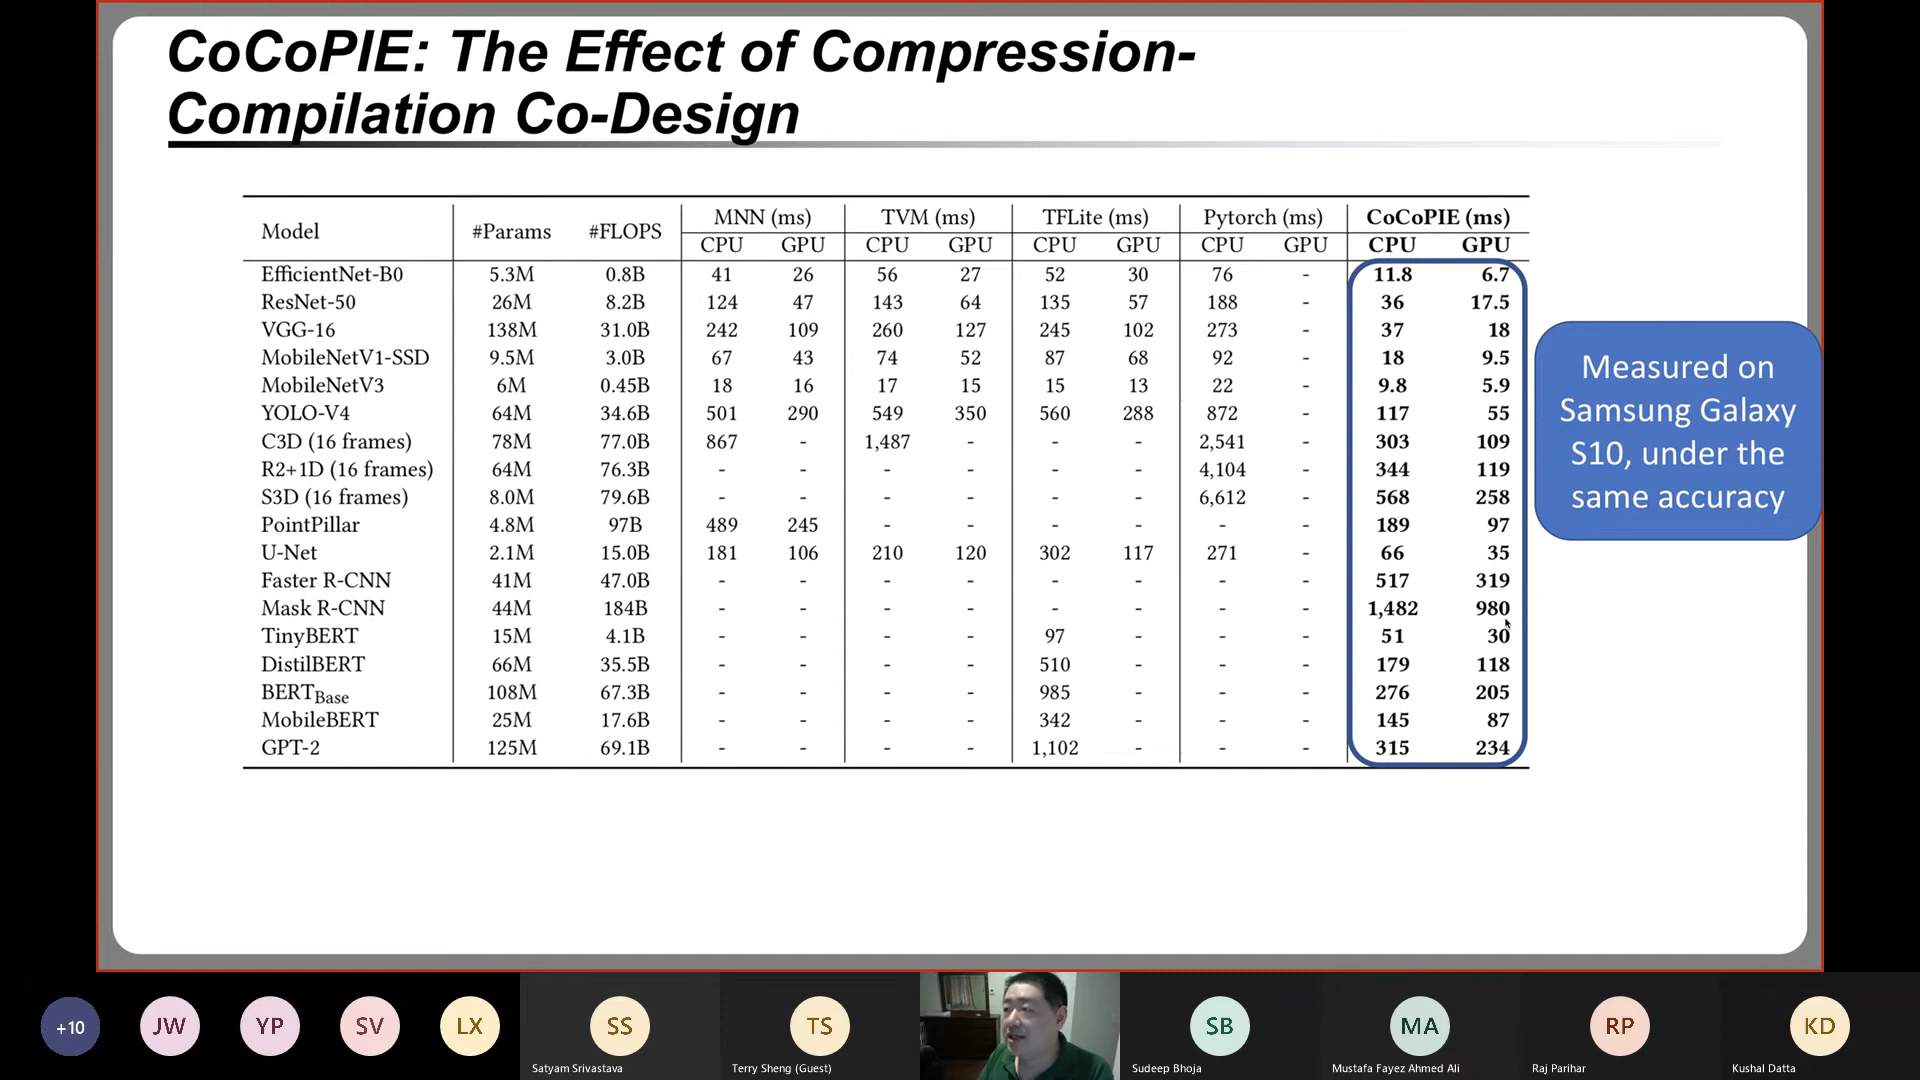 CoCoPIE: The Effect of Compression-
Compilation Co-Design
Model #Params #FLOPS MNN (ms) TVM (ms) TFLite (ms) Pytorch (ms) CoCoPIE (ms)
CPU GPU CPU GPU CPU GPU CPU GPU CPU GPU
EfficientNet-B0 5.3M 0.8B 41 26 56 27 52 30 76 - 11.8 6.7
ResNet-50 26M 8.2B 124 47 143 64 135 57 188 - 36 17.5
VGG-16 138M 31.0B 242 109 260 127 245 102 273 - 37 18
MobileNetV1-SSD 9.5M 3.0B 67 43 74 52 87 68 92 - 18 9.5
MobileNetV3 6M 0.45B 18 16 17 15 15 13 22 - 9.8 5.9
YOLO-V4 64M 34.6B 501 290 549 350 560 288 872 - 117 55
C3D (16 frames) 78M 77.0B 867 - 1,487 - - - 2,541 - 303 109
R2+1D (16 frames) 64M 76.3B - - - - - - 4,104 - 344 119
S3D (16 frames) 8.0M 79.6B - - - - - - 6,612 - 568 258
PointPillar 4.8M 97B 489 245 - - - - - - 189 97
U-Net 2.1M 15.0B 181 106 210 120 302 117 271 - 66 35
Faster R-CNN 41M 47.0B - - - - - - - - 517 319
Mask R-CNN 44M 184B - - - - - - - - 1,482 980
TinyBERT 15M 4.1B - - - - 97 - - - 51 30
DistilBERT 66M 35.5B - - - - 510 - - - 179 118
BERTBase 108M 67.3B - - - - 985 - - - 276 205
MobileBERT 25M 17.6B - - - - 342 - - - 145 87
GPT-2 125M 69.1B - - - - 1,102 - - - 315 234
Measured on
Samsung Galaxy
S10, under the
same accuracy
+10 JW YP SV LX SS TS SB MA RP KD
Satyam Srivastava Terry Sheng (Guest) Sudeep Bhoja Mustafa Fayez Ahmed Ali Raj Parihar Kushal Datta